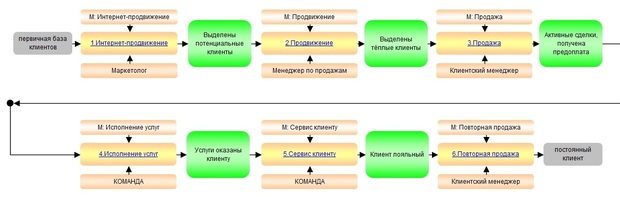 М: Интернет-продвижение
М: Продвижение
М: Продажа
первичная база
клиентов
1.Интернет-продвижение
Выделены
потенциальные
клиенты
2.Продвижение
Выделены
тёплые клиенты
3.Продажа
Активные сделки,
получена
предоплата
Маркетолог
Менеджер по продажам
Клиентский менеджер
М: Исполнение услуг
М: Сервис клиенту
М: Повторная продажа
4.Исполнение услуг
Услуги оказаны
клиенту
5.Сервис клиенту
Клиент лояльный
6.Повторная продажа
постоянный
клиент
КОМАНДА
КОМАНДА
Клиентский менеджер